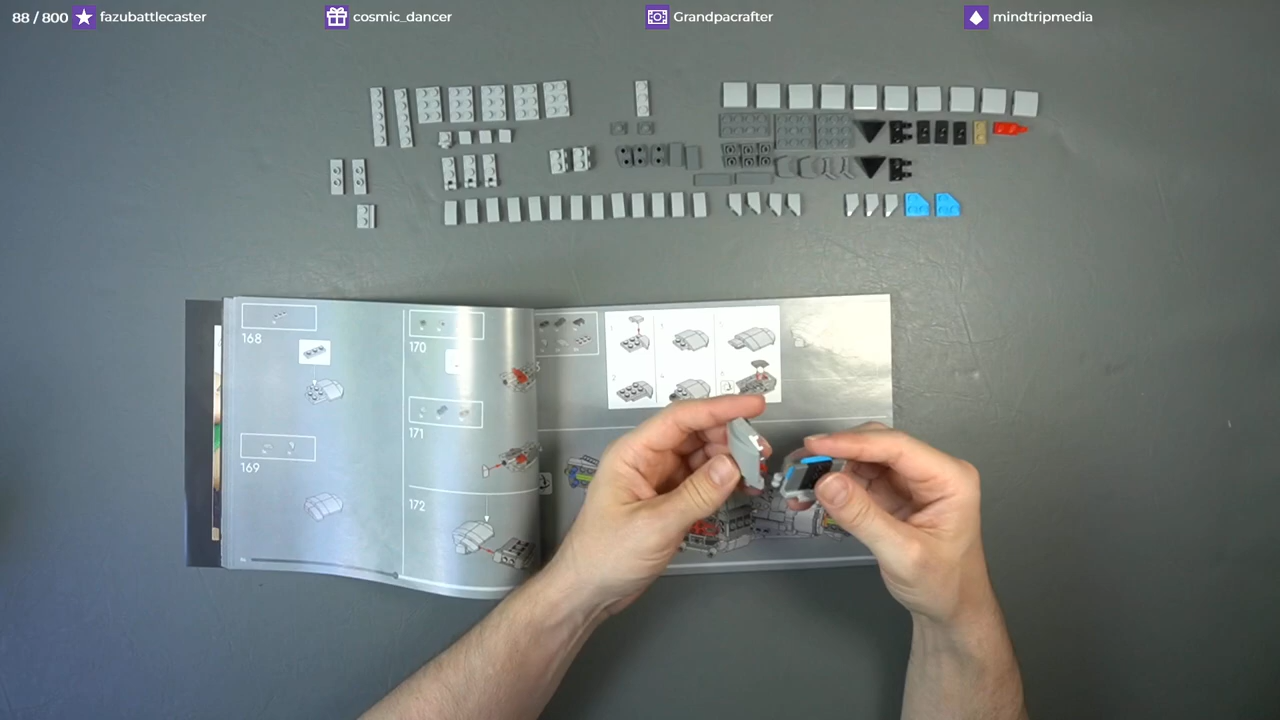 88 / 800
fazubattlecaster
cosmic_dancer
Grandpacrafter
mindtripmedia
168
169
170
171
172